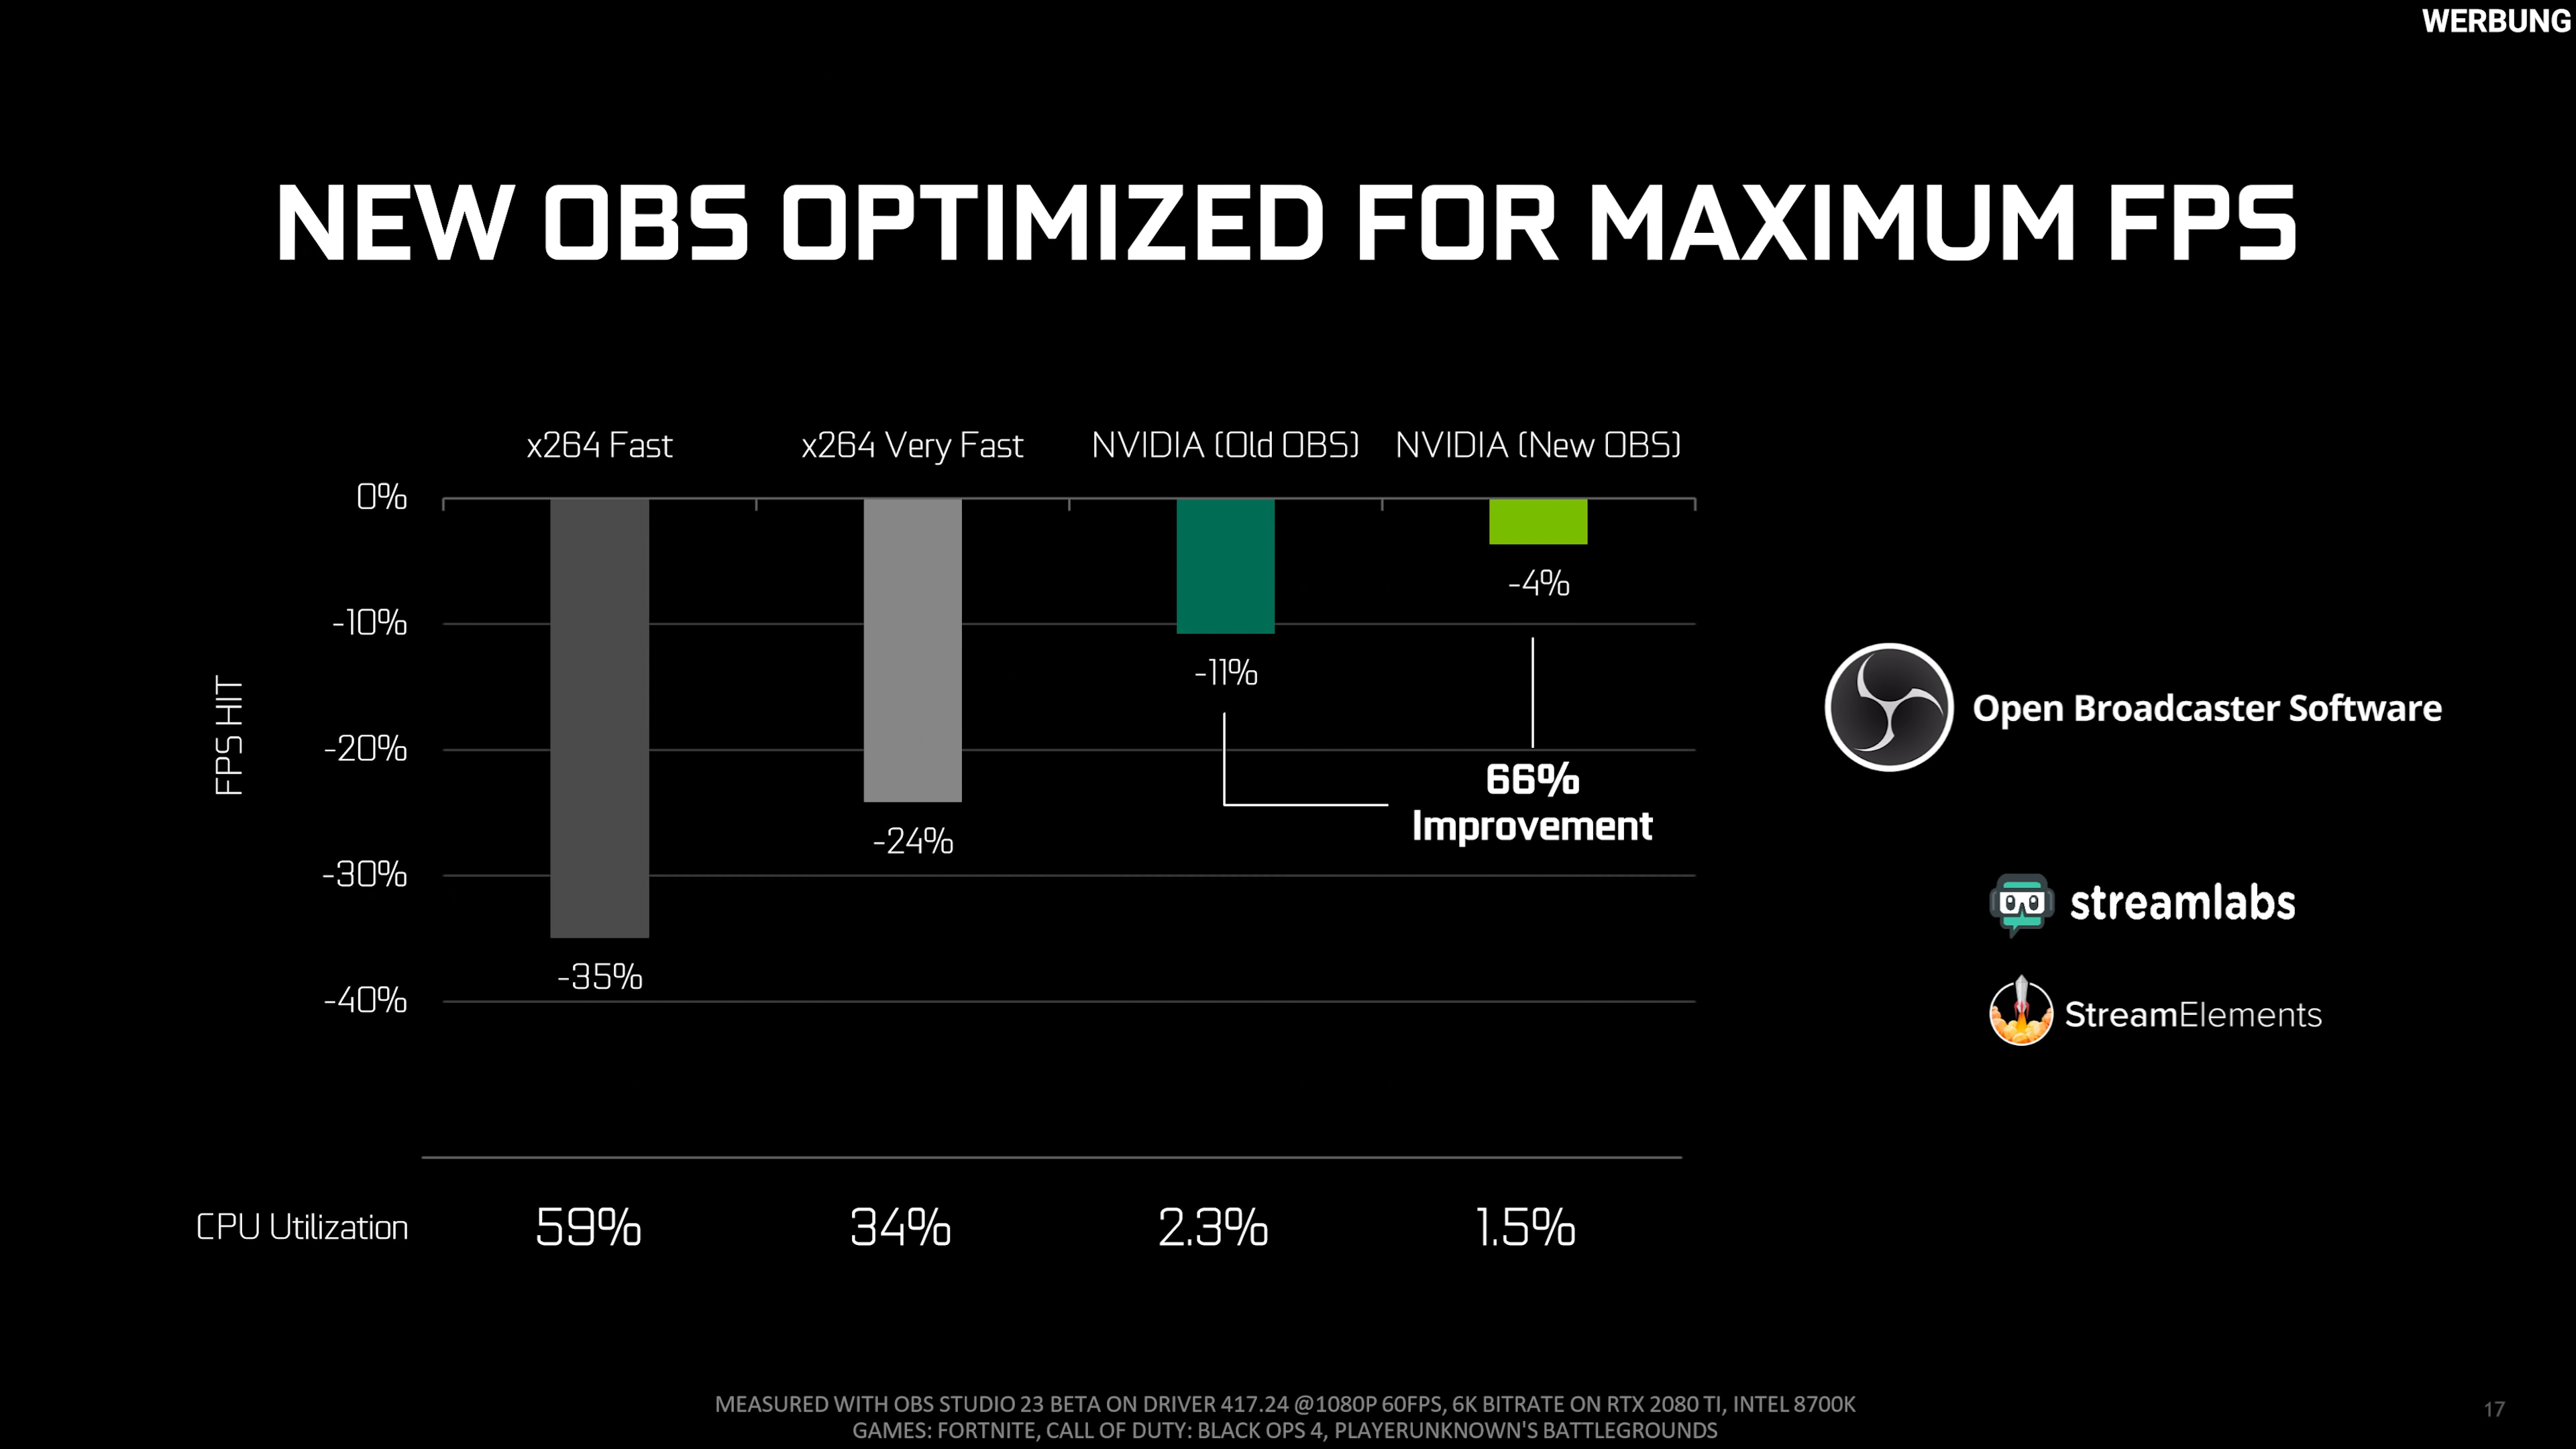 WERBUNG
NEW OBS OPTIMIZED FOR MAXIMUM FPS
x264 Fast
x264 Very Fast
NVIDIA (Old OBS)
NVIDIA (New OBS)
0%
-10%
-20%
-30%
-40%
FPS HIT
-35%
-24%
-11%
-4%
66%
Improvement
Open Broadcaster Software
streamlabs
StreamElements
CPU Utilization
59%
34%
2.3%
1.5%
MEASURED WITH OBS STUDIO 23 BETA ON DRIVER 417.24 @1080P 60FPS, 6K BITRATE ON RTX 2080 TI, INTEL 8700K
GAMES: FORTNITE, CALL OF DUTY: BLACK OPS 4, PLAYERUNKNOWN'S BATTLEGROUNDS
17